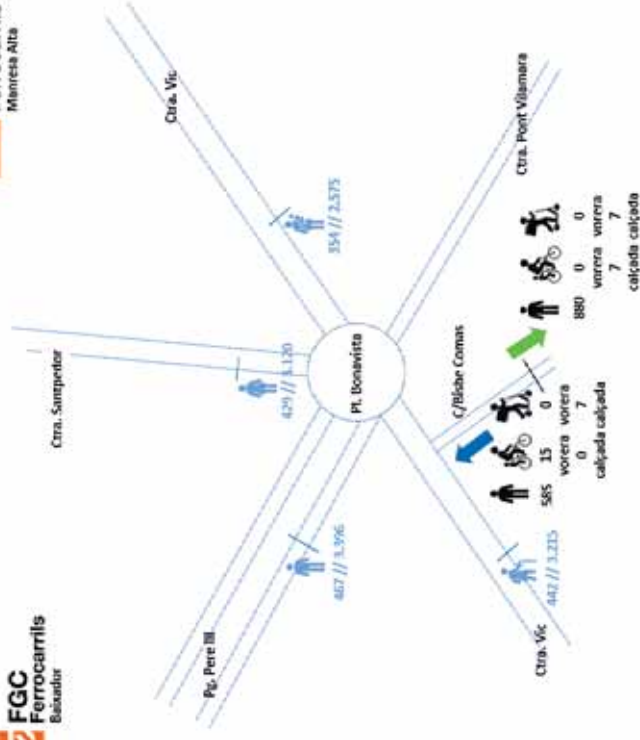 FGC
Ferrocarrils
Baixador
Manresa Alta
Ctra. Santpedor
Ctra. Vic
429 // 3.120
354 // 2.575
Pg. Pere III
467 // 3.396
Pl. Bonavista
Ctra. Pont Vilamara
C/Bisbe Comas
Ctra. Vic
442 // 3.215
585
15
vorera
0
calçada
0
vorera
7
calçada
880
0
vorera
7
calçada
0
vorera
7
calçada